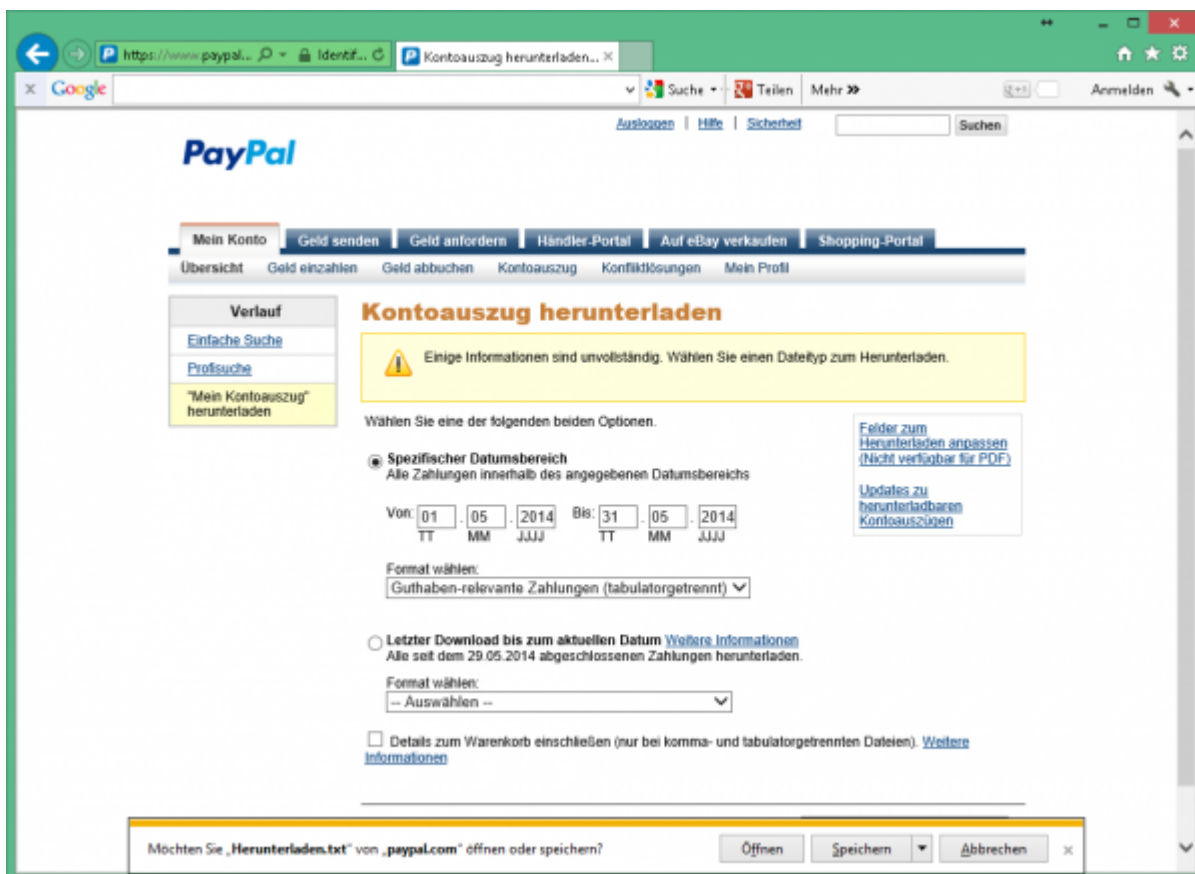 https://www.paypal... Identif... Kontoauszug herunterladen...
Google Suche Teilen Mehr Anmelden
Ausloggen | Hilfe | Sicherheit Suchen
PayPal
Mein Konto Geld senden Geld anfordern Händler-Portal Auf eBay verkaufen Shopping-Portal
Übersicht Geld einzahlen Geld abbuchen Kontoauszug Konfliktlösungen Mein Profil
Verlauf
Einfache Suche
Profisuche
"Mein Kontoauszug"
herunterladen
Kontoauszug herunterladen
Einige Informationen sind unvollständig. Wählen Sie einen Dateityp zum Herunterladen.
Wählen Sie eine der folgenden beiden Optionen.
Felder zum
Herunterladen anpassen
(Nicht verfügbar für PDF)
Updates zu
herunterladbaren
Kontoauszügen
Spezifischer Datumsbereich
Alle Zahlungen innerhalb des angegebenen Datumsbereichs
Von: 01 . 05 . 2014 Bis: 31 . 05 . 2014
TT MM JJJJ TT MM JJJJ
Format wählen:
Guthaben-relevante Zahlungen (tabulatorgetrennt)
Letzter Download bis zum aktuellen Datum Weitere Informationen
Alle seit dem 29.05.2014 abgeschlossenen Zahlungen herunterladen.
Format wählen:
-- Auswählen --
Details zum Warenkorb einschließen (nur bei komma- und tabulatorgetrennten Dateien). Weitere
Informationen
Möchten Sie „Herunterladen.txt" von „paypal.com" öffnen oder speichern? Öffnen Speichern Abbrechen